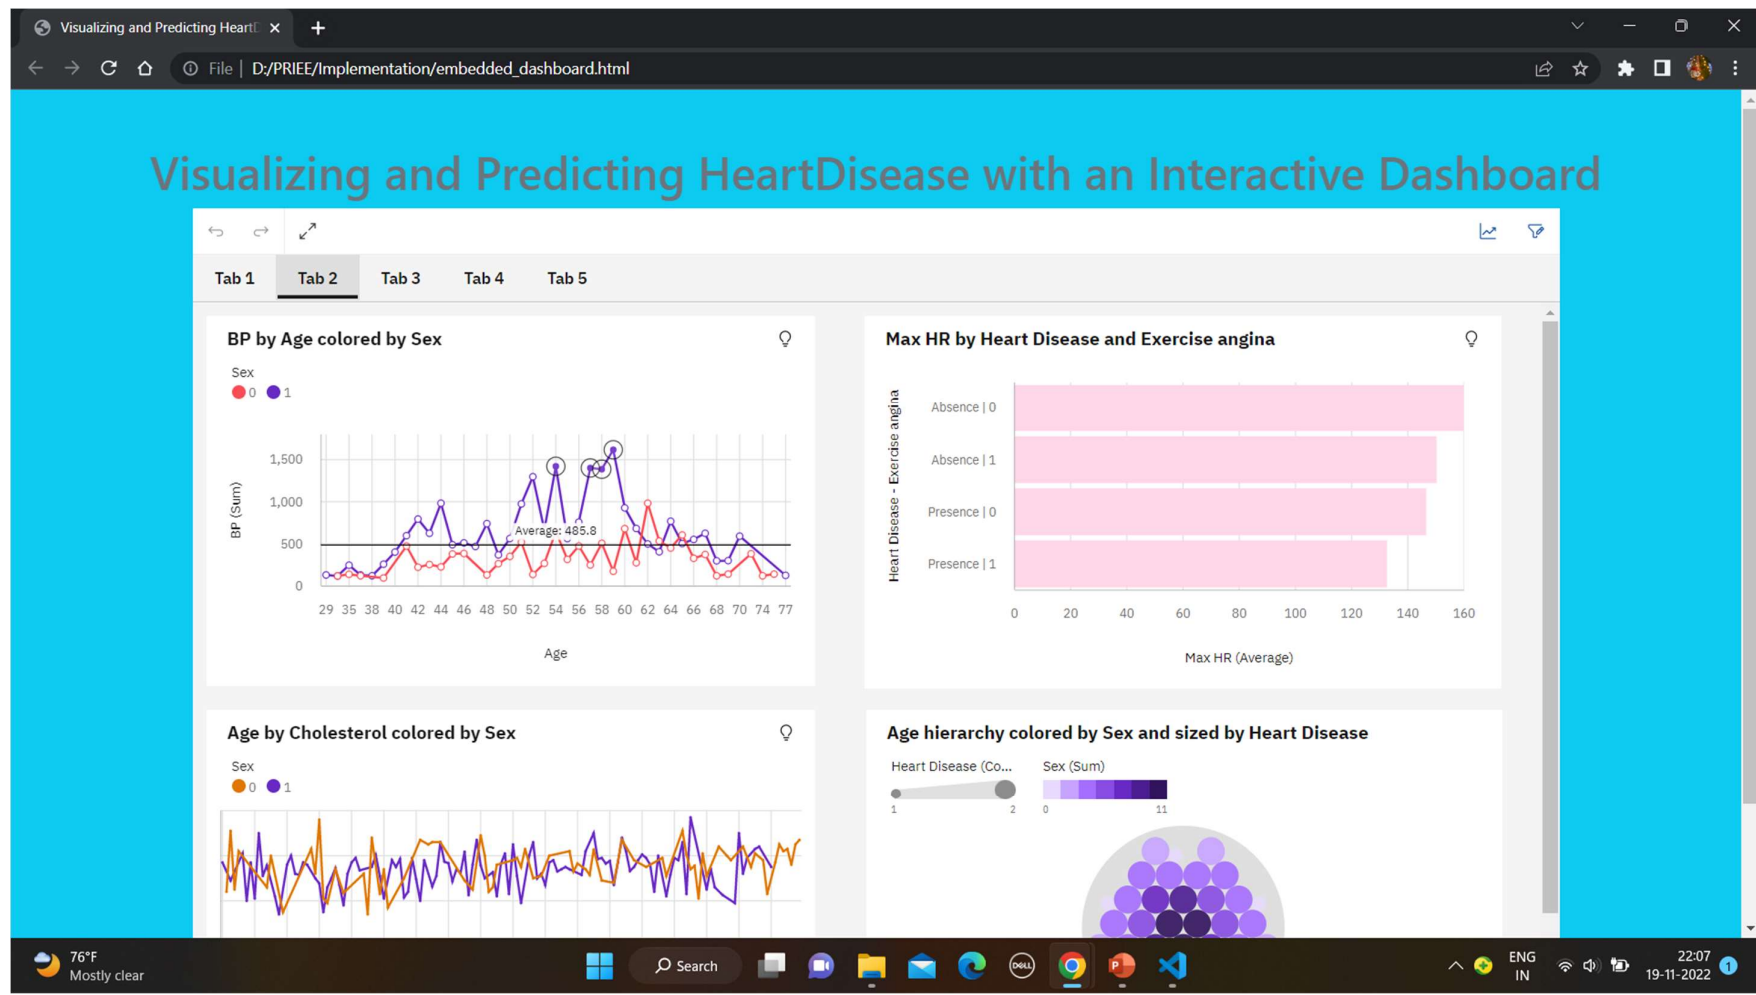 Visualizing and Predicting HeartD
File | D:/PRIEE/Implementation/embedded_dashboard.html
Visualizing and Predicting HeartDisease with an Interactive Dashboard
Tab 1 Tab 2 Tab 3 Tab 4 Tab 5
BP by Age colored by Sex
Sex
0 1
BP (Sum)
1,500
1,000
500
0
Average: 485.8
29 35 38 40 42 44 46 48 50 52 54 56 58 60 62 64 66 68 70 74 77
Age
Max HR by Heart Disease and Exercise angina
Heart Disease - Exercise angina
Absence | 0
Absence | 1
Presence | 0
Presence | 1
0 20 40 60 80 100 120 140 160
Max HR (Average)
Age by Cholesterol colored by Sex
Sex
0 1
Age hierarchy colored by Sex and sized by Heart Disease
Heart Disease (Co... Sex (Sum)
1 2 0 11
76°F
Mostly clear
Search
DELL
P
ENG
IN
22:07
19-11-2022
1